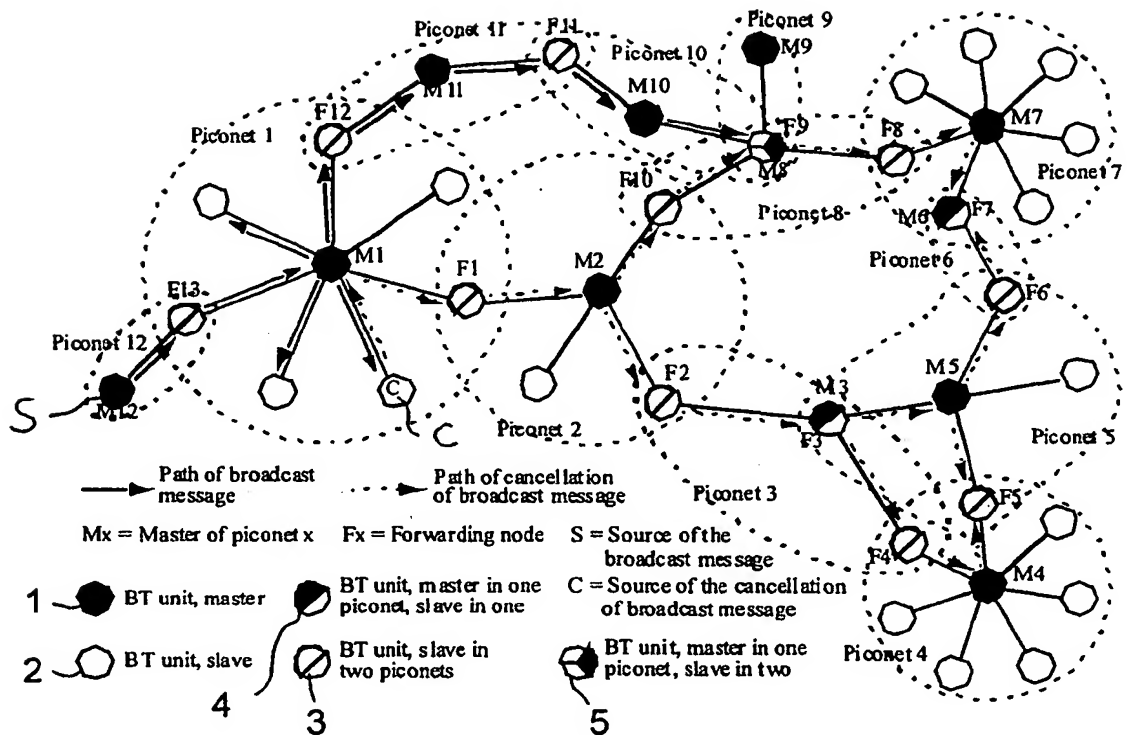 Piconet 11
F11
Piconet 9
M9
Piconet 10
M11
M10
F12
Piconet 1
F9
M8
F8
M7
Piconet 7
F10
Piconet 8
M6
F7
M1
F1
M2
Piconet 6
F13
F6
Piconet 12
M12
S
C
C
F2
M3
F3
M5
Piconet 2
Piconet 5
Piconet 3
F5
F4
M4
Piconet 4
Path of broadcast
message
Path of cancellation
of broadcast message
Mx = Master of piconet x
Fx = Forwarding node
S = Source of the
broadcast message
1
BT unit, master
BT unit, master in one
piconet, slave in one
C = Source of the cancellation
of broadcast message
2
BT unit, slave
BT unit, slave in
two piconets
BT unit, master in one
piconet, slave in two
4
3
5